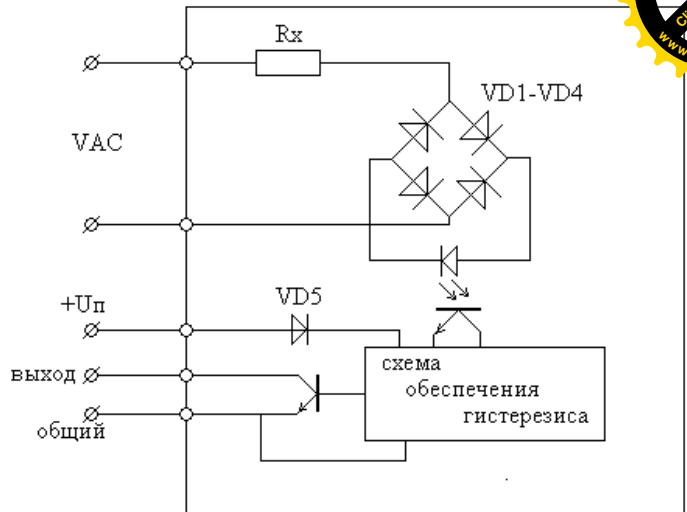 Rx
VD1-VD4
VAC
+Uп
VD5
выход
общий
схема
обеспечения
гистерезиса